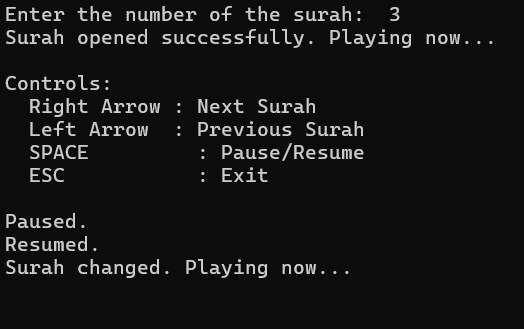 Enter the number of the surah:  3
Surah opened successfully. Playing now...

Controls:
  Right Arrow : Next Surah
  Left Arrow  : Previous Surah
  SPACE         : Pause/Resume
  ESC           : Exit

Paused.
Resumed.
Surah changed. Playing now...